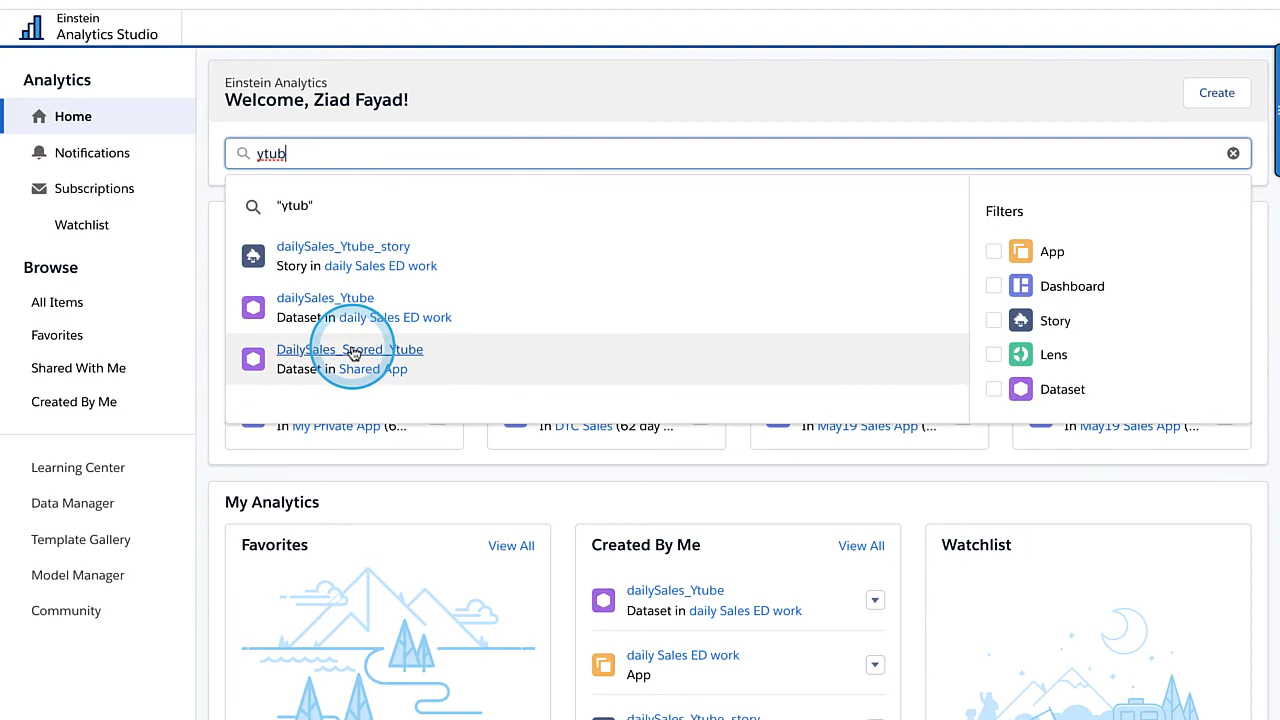 Einstein
Analytics Studio
Analytics
Home
Notifications
Subscriptions
Watchlist
Browse
All Items
Favorites
Shared With Me
Created By Me
Learning Center
Data Manager
Template Gallery
Model Manager
Community
Einstein Analytics
Welcome, Ziad Fayad!
Create
ytub
"ytub"
dailySales_Ytube_story
Story in daily Sales ED work
dailySales_Ytube
Dataset in daily Sales ED work
DailySales_Stored_Ytube
Dataset in Shared App
Filters
App
Dashboard
Story
Lens
Dataset
In My Private App (6...
In DTC Sales (62 day ...
In May19 Sales App (...
In May19 Sales App (...
My Analytics
Favorites
View All
Created By Me
View All
dailySales_Ytube
Dataset in daily Sales ED work
daily Sales ED work
App
dailySales_Ytube_story
Watchlist